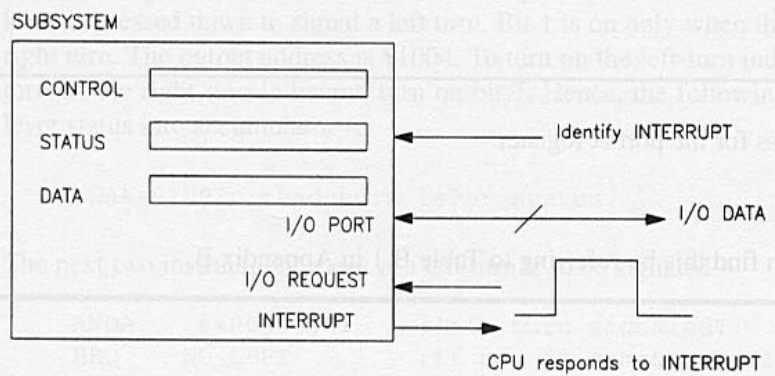 SUBSYSTEM
CONTROL
STATUS
Identify INTERRUPT
DATA
I/O PORT
I/O DATA
I/O REQUEST
INTERRUPT
CPU responds to INTERRUPT